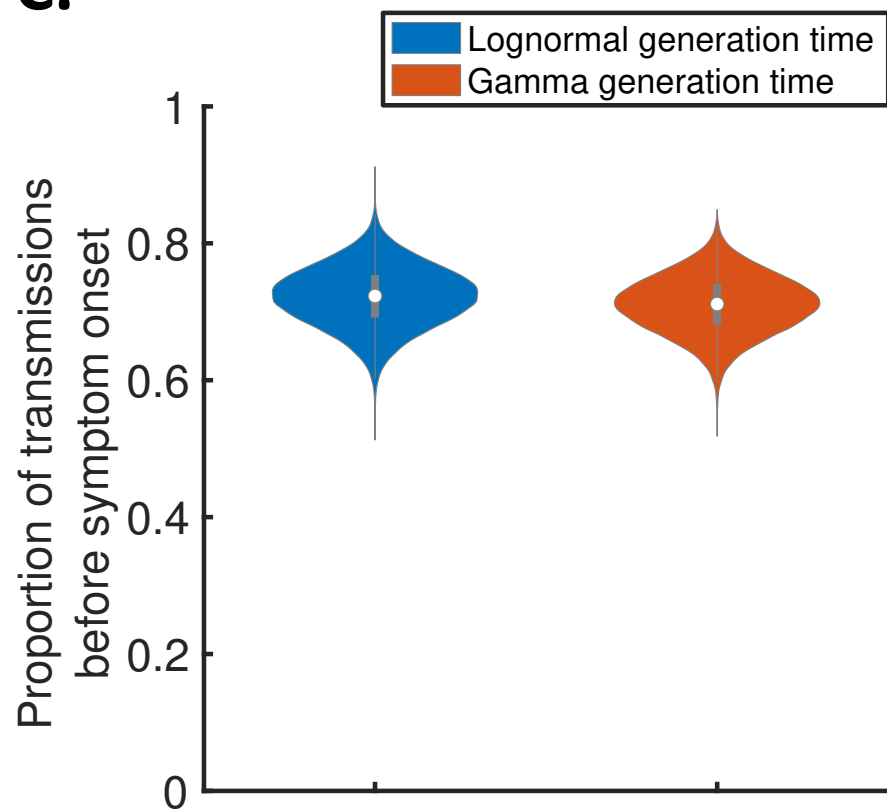 C.
Lognormal generation time
Gamma generation time
Proportion of transmissions
before symptom onset
1
0.8
0.6
0.4
0.2
0